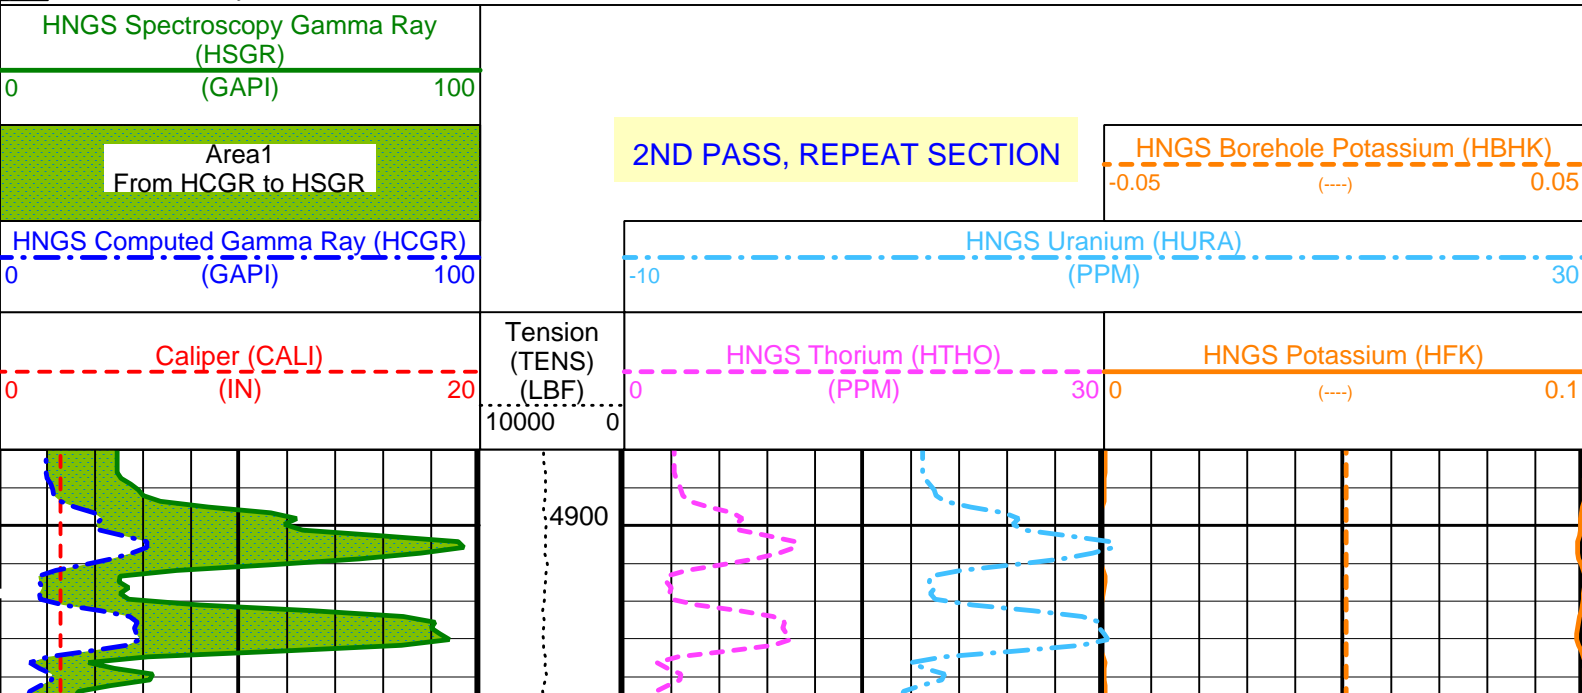 HNGS Spectroscopy Gamma Ray
(HSGR)
0 (GAPI) 100
Area1
From HCGR to HSGR
2ND PASS, REPEAT SECTION
HNGS Borehole Potassium (HBHK)
-0.05 (----) 0.05
HNGS Computed Gamma Ray (HCGR)
0 (GAPI) 100
HNGS Uranium (HURA)
-10 (PPM) 30
Caliper (CALI)
0 (IN) 20
Tension
(TENS)
(LBF)
10000 0
HNGS Thorium (HTHO)
0 (PPM) 30
HNGS Potassium (HFK)
0 (----) 0.1
4900